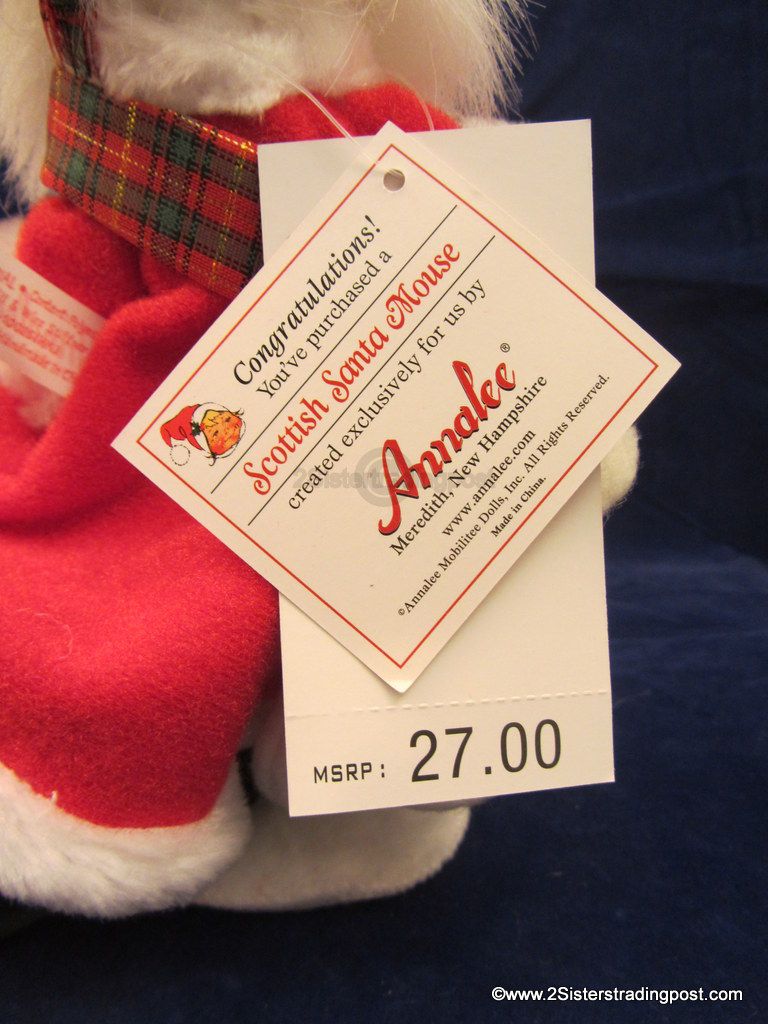 Congratulations!
You've purchased a
Scottish Santa Mouse
created exclusively for us by
Annalee®
Meredith, New Hampshire
www.annalee.com
©Annalee Mobilitee Dolls, Inc. All Rights Reserved.
Made in China.
MSRP: 27.00
©www.2Sisterstradingpost.com